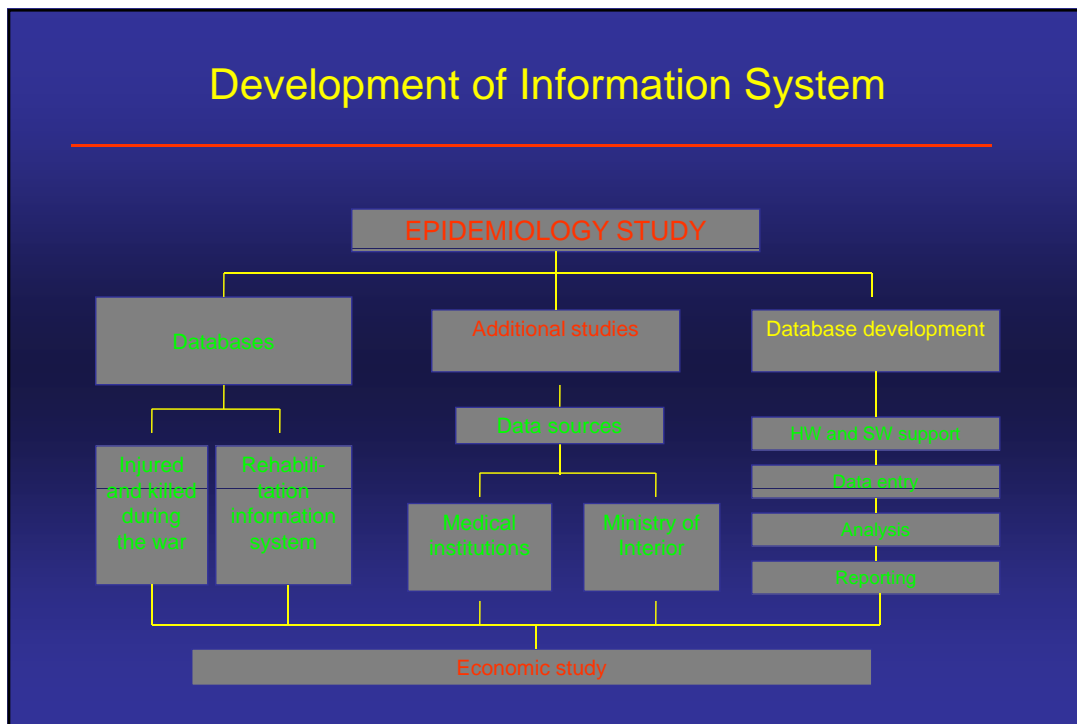 Development of Information System
EPIDEMIOLOGY STUDY
Databases
Additional studies
Database development
Data sources
HW and SW support
Data entry
Analysis
Reporting
Injured
and killed
during
the war
Rehabili-
tation
information
system
Medical
institutions
Ministry of
Interior
Economic study